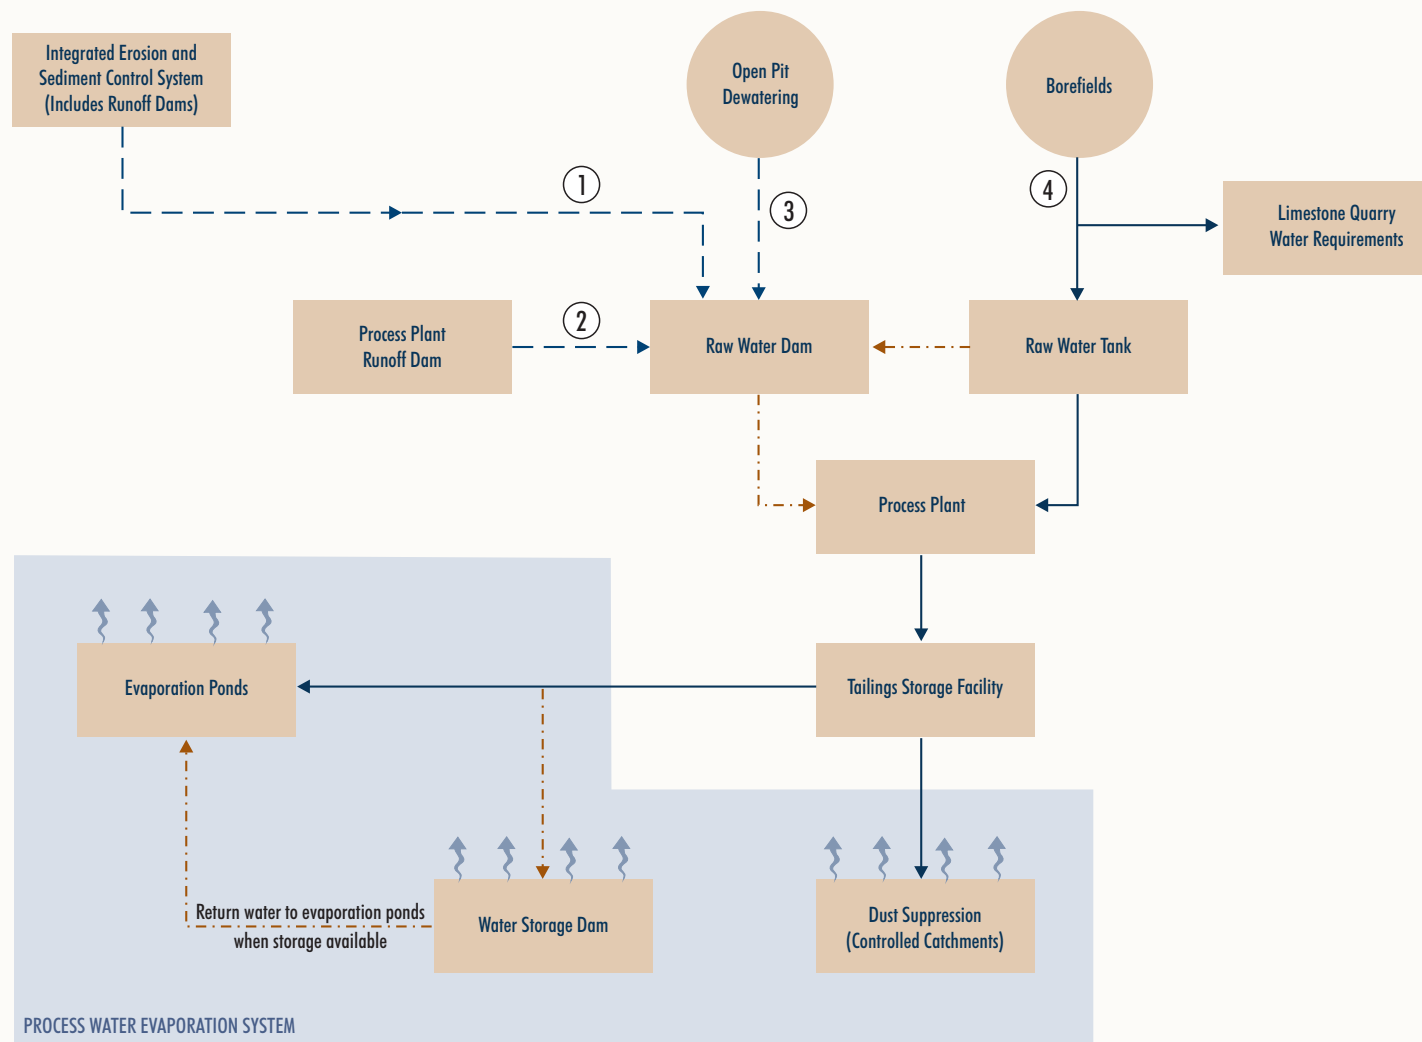 Integrated Erosion and
Sediment Control System
(Includes Runoff Dams)
Open Pit
Dewatering
Borefields
1
3
4
Limestone Quarry
Water Requirements
Process Plant
Runoff Dam
2
Raw Water Dam
Raw Water Tank
Process Plant
Evaporation Ponds
Tailings Storage Facility
Return water to evaporation ponds
when storage available
Water Storage Dam
Dust Suppression
(Controlled Catchments)
PROCESS WATER EVAPORATION SYSTEM